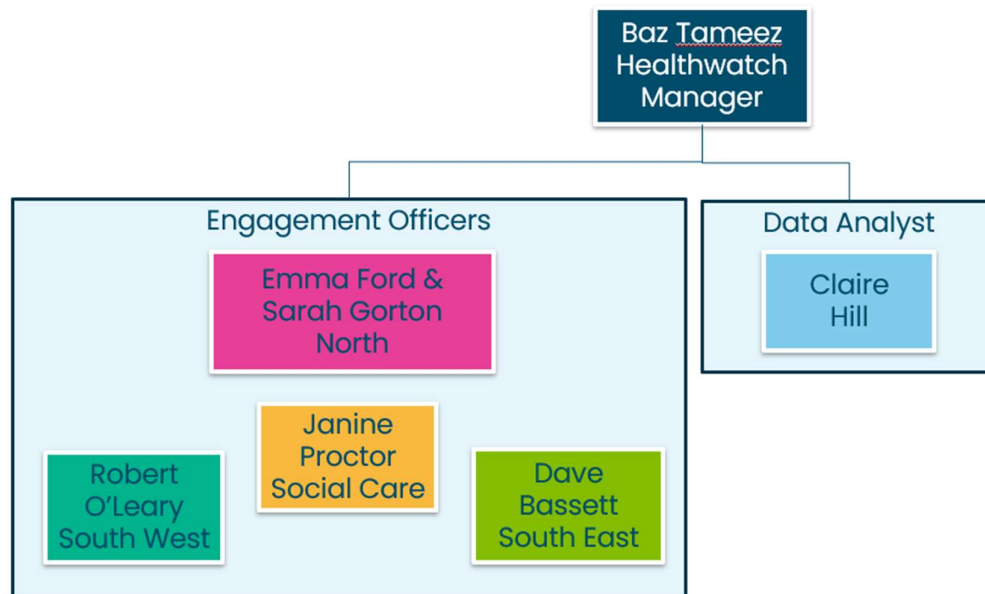 Baz Tameez
Healthwatch
Manager
Engagement Officers
Emma Ford &
Sarah Gorton
North
Janine
Proctor
Social Care
Robert
O'Leary
South West
Dave
Bassett
South East
Data Analyst
Claire
Hill